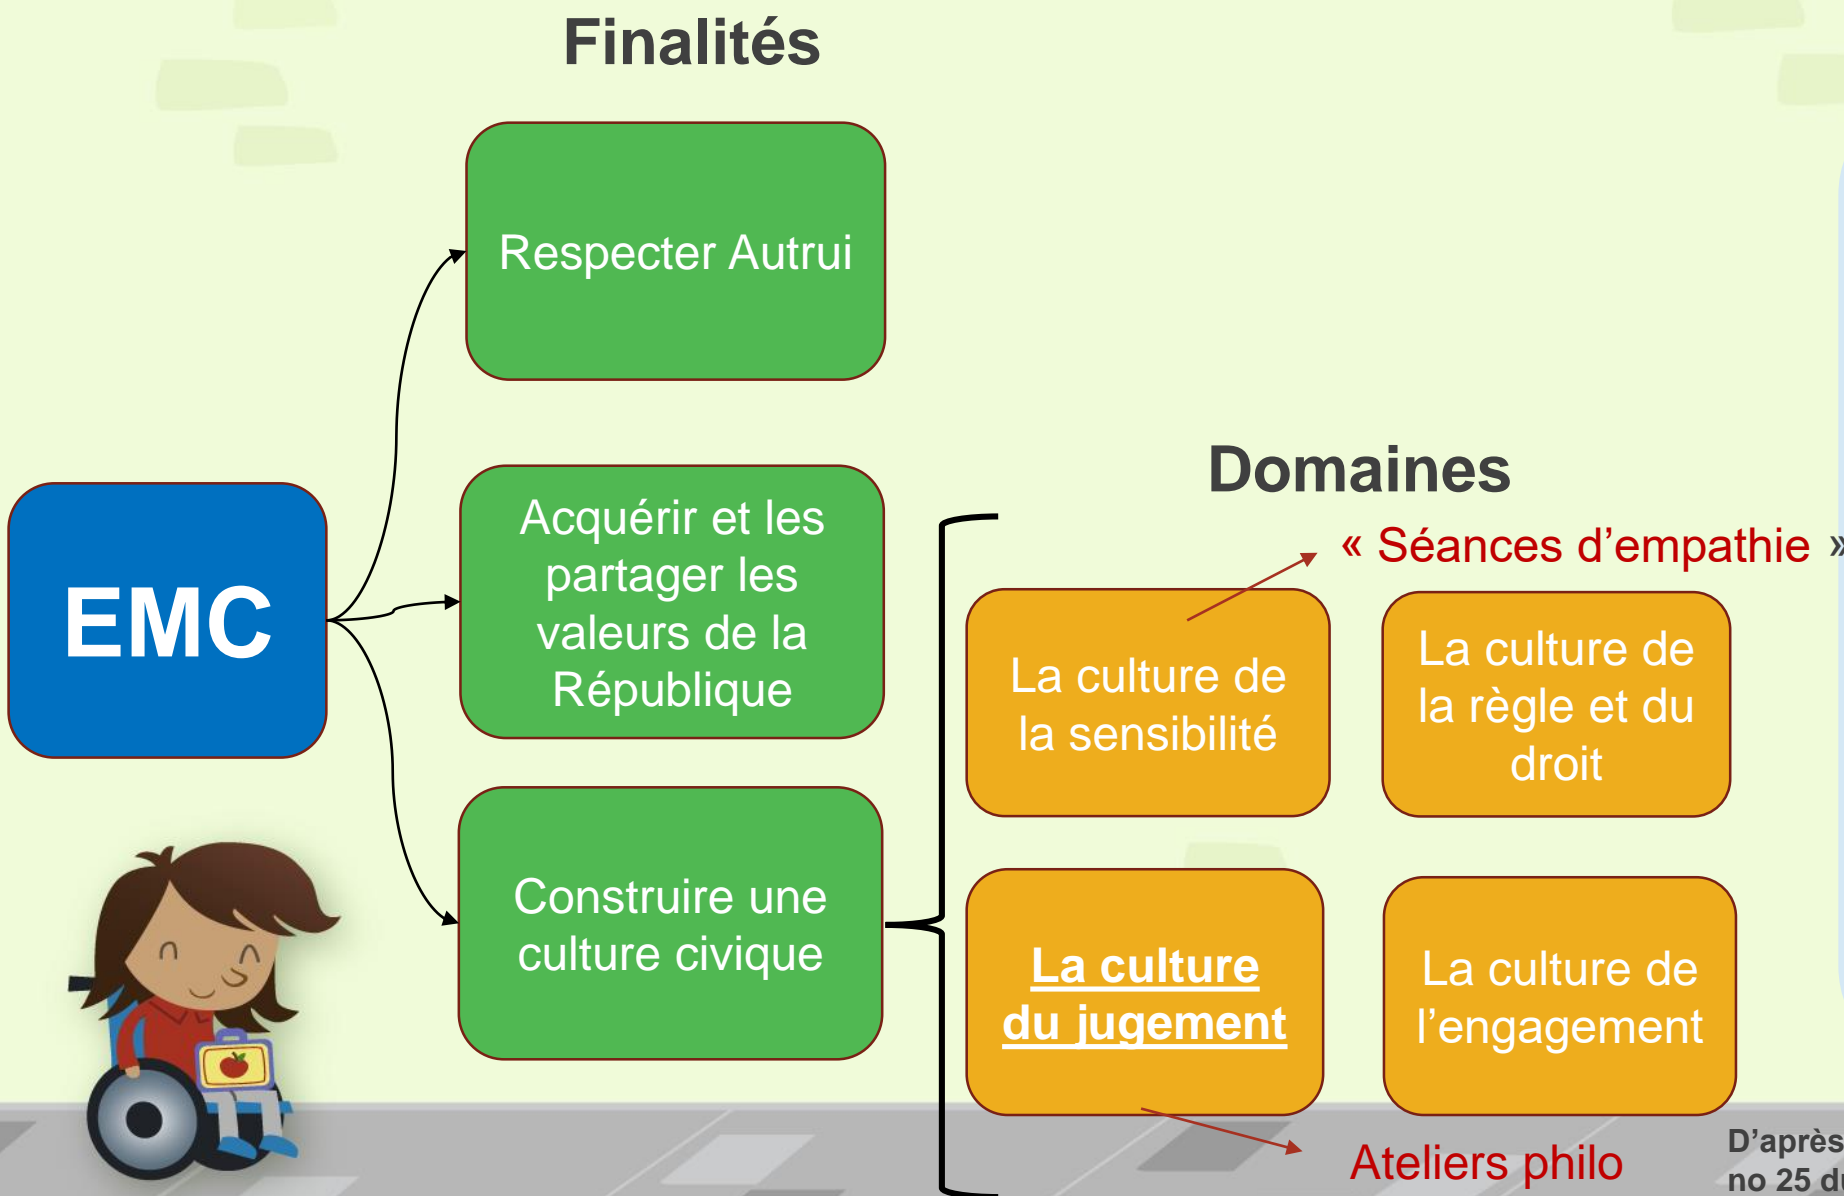 Finalités
Respecter Autrui
EMC
Acquérir et les
partager les
valeurs de la
République
Construire une
culture civique
Domaines
« Séances d’empathie »
La culture de
la sensibilité
La culture de
la règle et du
droit
La culture
du jugement
La culture de
l’engagement
Ateliers philo
D’après
no 25 du